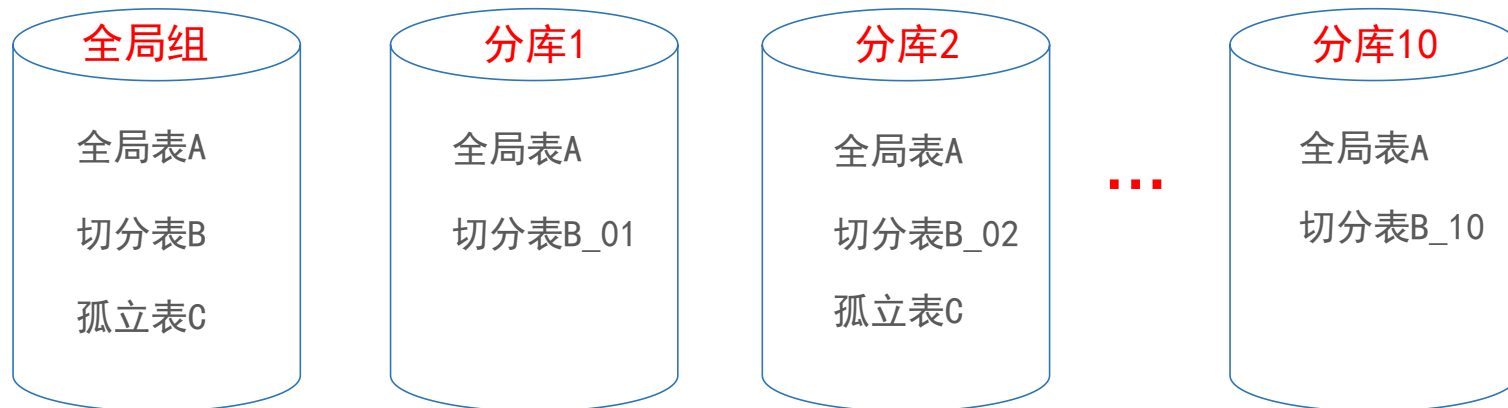 全局组
全局表A
切分表B
孤立表C
分库1
全局表A
切分表B_01
分库2
全局表A
切分表B_02
孤立表C
...
分库10
全局表A
切分表B_10